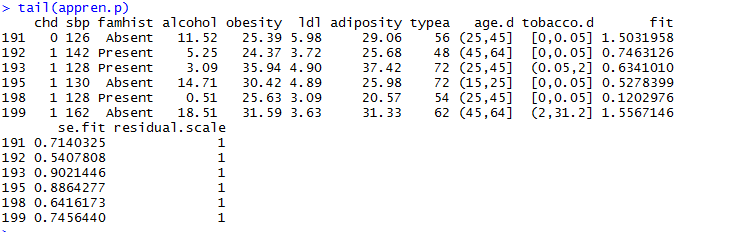 > tail(appren.p)
    chd sbp famhist alcohol obesity  ldl adiposity typea   age.d tobacco.d       fit
191   0 126  Absent   11.52   25.39 5.98     29.06    56 (25,45]  [0,0.05] 1.5031958
192   1 142 Present    5.25   24.37 3.72     25.68    48 (45,64]  [0,0.05] 0.7463126
193   1 128 Present    3.09   35.94 4.90     37.42    72 (25,45]  (0.05,2] 0.6341010
195   1 130  Absent   14.71   30.42 4.89     25.98    72 (15,25]  [0,0.05] 0.5278399
198   1 128 Present    0.51   25.63 3.09     20.57    54 (25,45]  [0,0.05] 0.1202976
199   1 162  Absent   18.51   31.59 3.63     31.33    62 (45,64]  (2,31.2] 1.5567146
       se.fit residual.scale
191 0.7140325              1
192 0.5407808              1
193 0.9021446              1
195 0.8864277              1
198 0.6416173              1
199 0.7456440              1